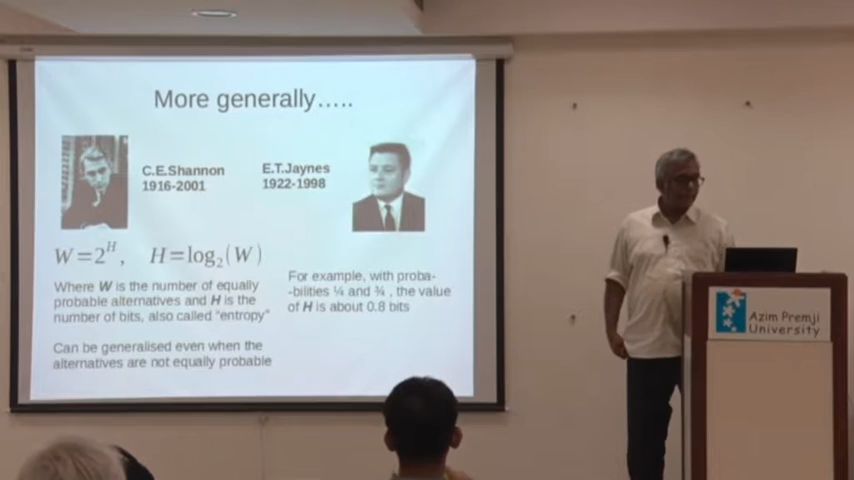 More generally.....
C.E.Shannon
1916-2001
E.T.Jaynes
1922-1998
W=2^H, H=log₂(W)
Where W is the number of equally
probable alternatives and H is the
number of bits, also called "entropy"
Can be generalised even when the
alternatives are not equally probable
For example, with proba-
-bilities ¼ and ¾ , the value
of H is about 0.8 bits
Azim Premji
University